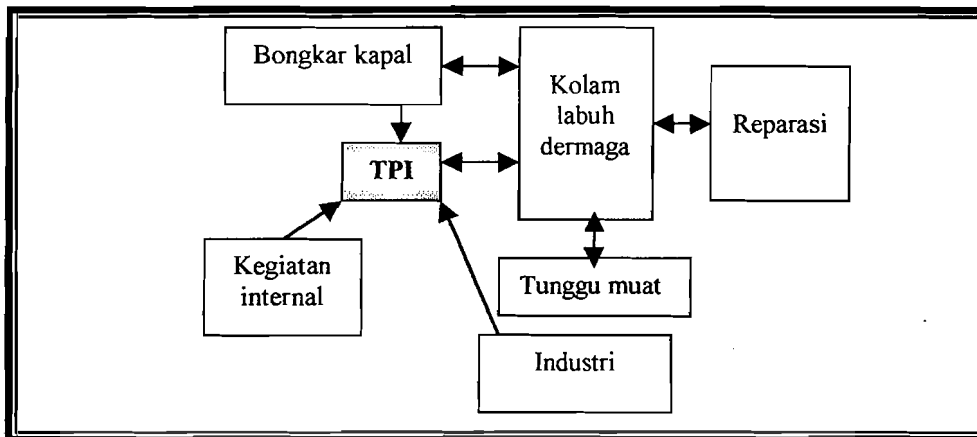 Bongkar kapal
Kolam
labuh
dermaga
Reparasi
TPI
Kegiatan
internal
Tunggu muat
Industri